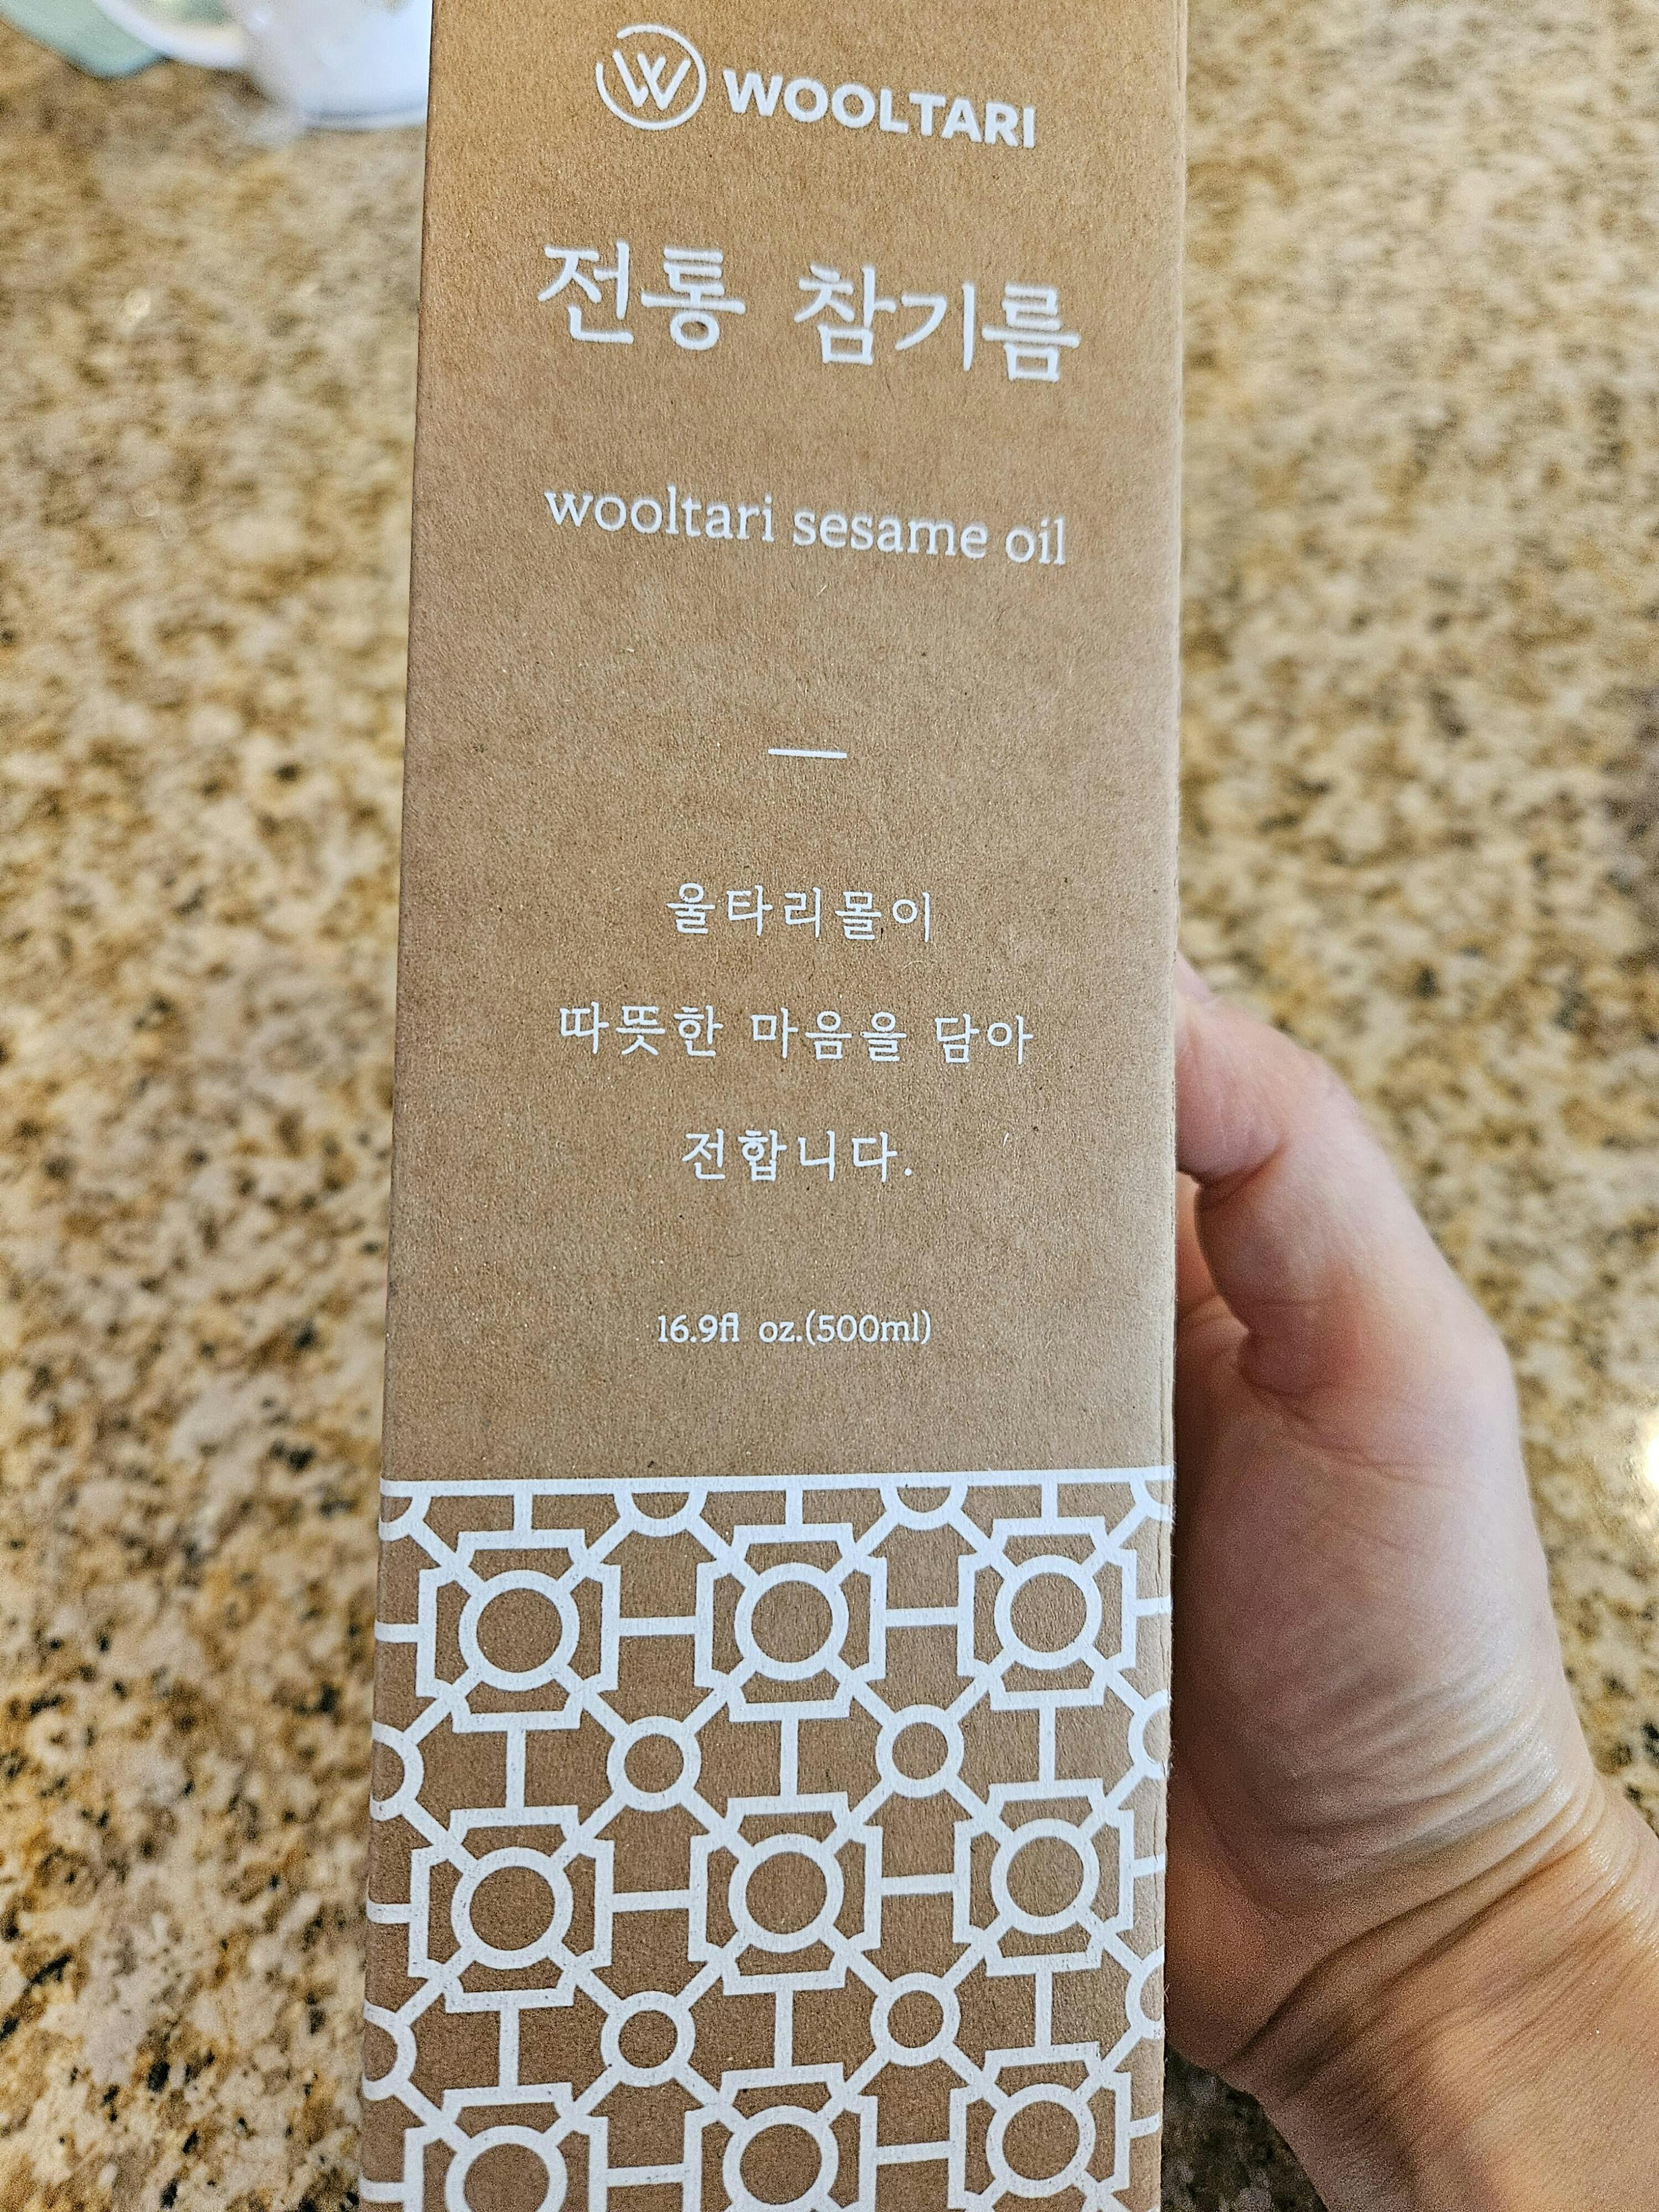 WOOLTARI
전통 참기름
wooltari sesame oil
울타리몰이
따뜻한 마음을 담아
전합니다.
16.9fl oz.(500ml)